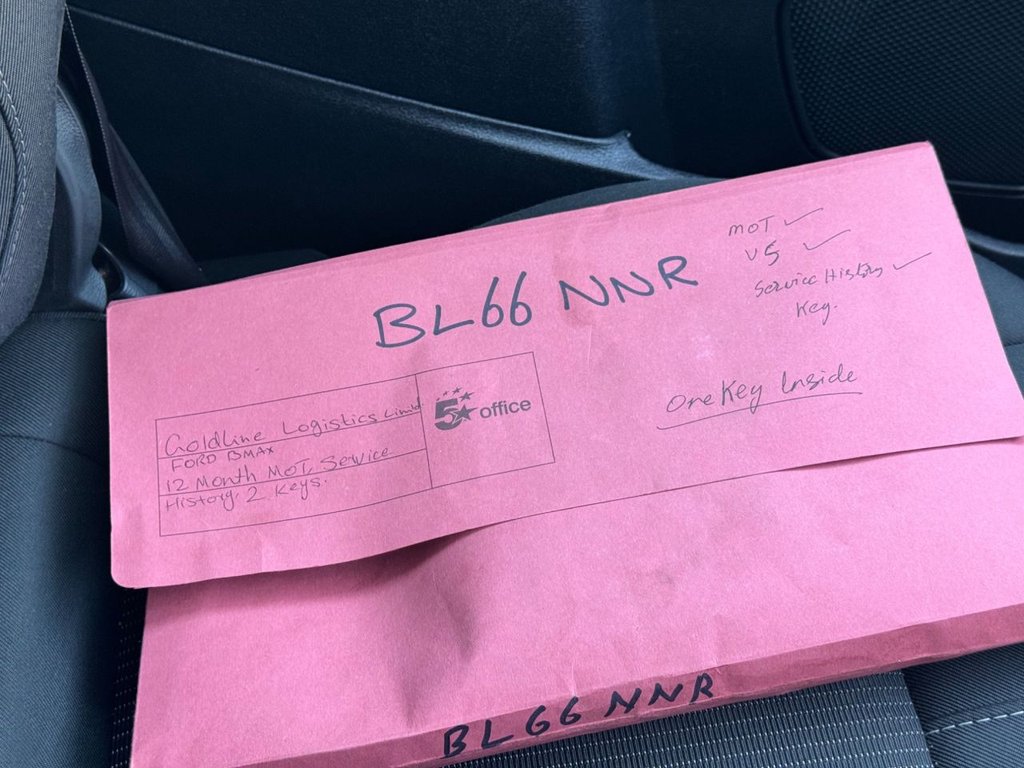 MOT ✓
V5 ✓
Service History ✓
Key.
BL66 NNR
One Key Inside
GoldLine Logistics Limited
FORD BMAX
12 Month MOT, Service
History. 2 Keys.
5★ office
BL66 NNR